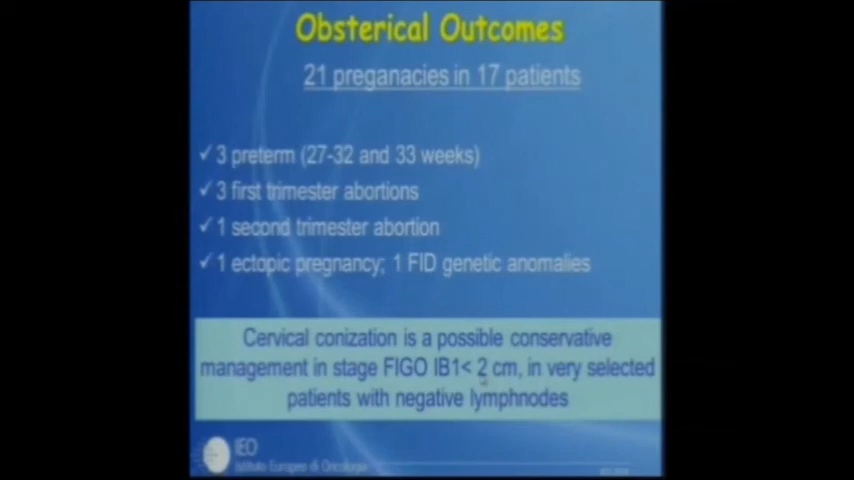 Obsterical Outcomes
21 preganacies in 17 patients
✓ 3 preterm (27-32 and 33 weeks)
✓ 3 first trimester abortions
✓ 1 second trimester abortion
✓ 1 ectopic pregnancy; 1 FID genetic anomalies
Cervical conization is a possible conservative
management in stage FIGO IB1< 2 cm, in very selected
patients with negative lymphnodes
IEO
Istituto Europeo di Oncologia